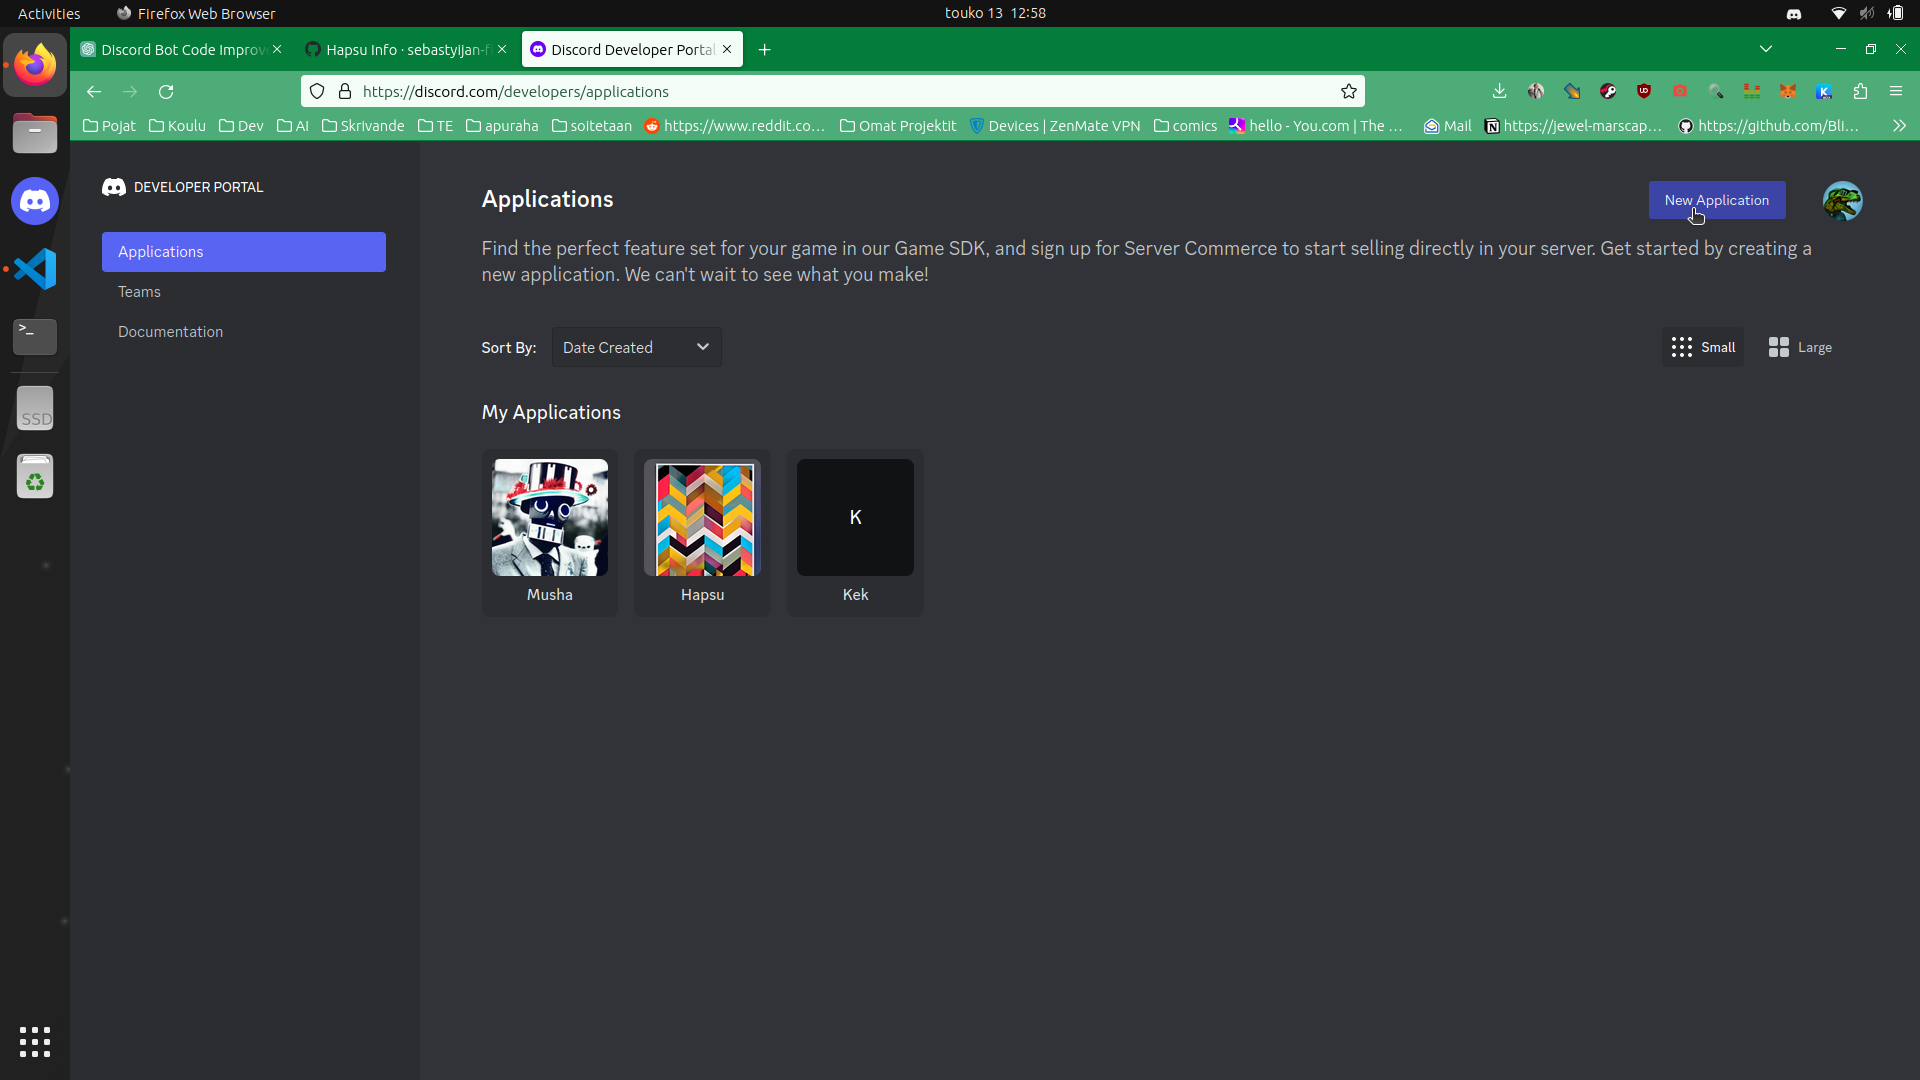 Activities
Firefox Web Browser
touko 13 12:58
Discord Bot Code Improv
Hapsu Info · sebastyijan-f
Discord Developer Portal
https://discord.com/developers/applications
Pojat
Koulu
Dev
AI
Skrivande
TE
apuraha
soitetaan
https://www.reddit.co...
Omat Projektit
Devices | ZenMate VPN
comics
hello - You.com | The ...
Mail
https://jewel-marscap...
https://github.com/Bli...
DEVELOPER PORTAL
Applications
Teams
Documentation
Applications
New Application
Find the perfect feature set for your game in our Game SDK, and sign up for Server Commerce to start selling directly in your server. Get started by creating a
new application. We can't wait to see what you make!
Sort By:
Date Created
Small
Large
My Applications
K
Musha
Hapsu
Kek
SSD